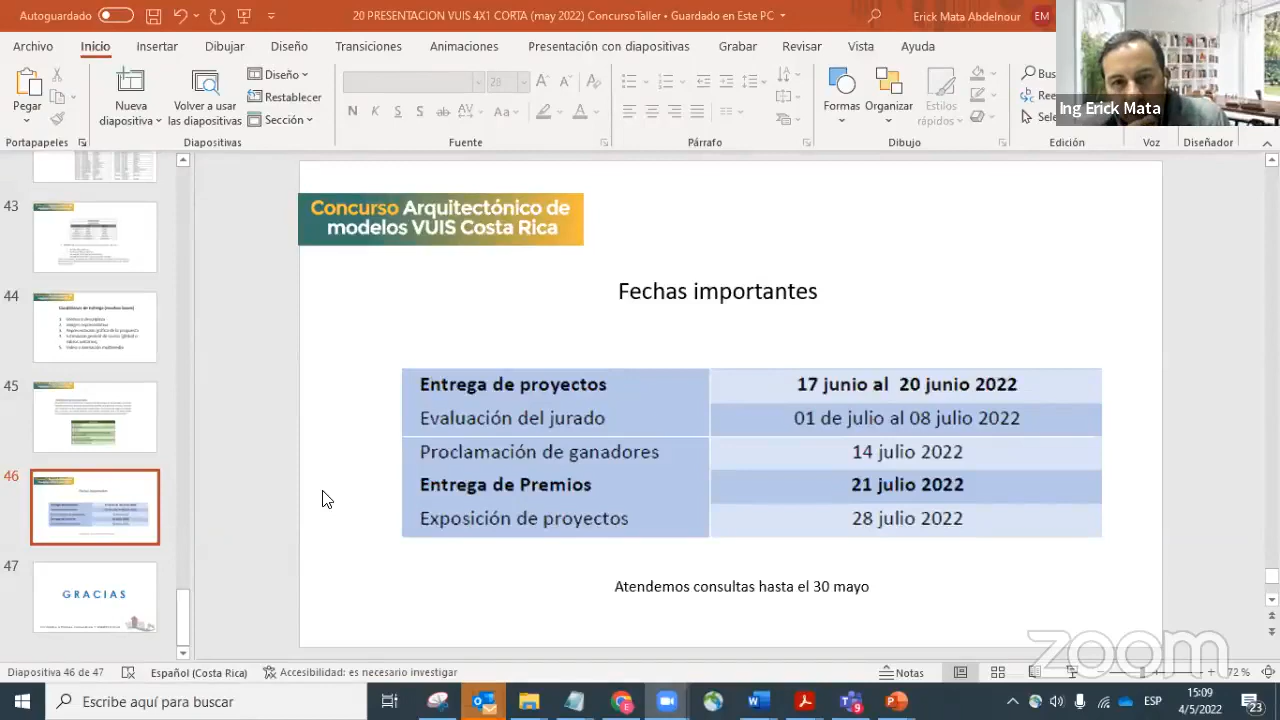 Autoguardado
20 PRESENTACION VUIS 4X1 CORTA (may 2022) ConcursoTaller • Guardado en Este PC
Erick Mata Abdelnour
EM
Archivo
Inicio
Insertar
Dibujar
Diseño
Transiciones
Animaciones
Presentación con diapositivas
Grabar
Revisar
Vista
Ayuda
Pegar
Nueva
diapositiva
Volver a usar
las diapositivas
Diseño
Restablecer
Sección
Formas
Organizar
Estilos
rápidos
Ing Erick Mata
Portapapeles
Diapositivas
Fuente
Párrafo
Dibujo
Edición
Voz
Diseñador
43
44
45
46
47
GRACIAS
Concurso Arquitectónico de
modelos VUIS Costa Rica
Fechas importantes
Entrega de proyectos 17 junio al 20 junio 2022
Evaluación del jurado 01 de julio al 08 julio 2022
Proclamación de ganadores 14 julio 2022
Entrega de Premios 21 julio 2022
Exposición de proyectos 28 julio 2022
Atendemos consultas hasta el 30 mayo
zoom
Diapositiva 46 de 47
Español (Costa Rica)
Accesibilidad: es necesario investigar
Notas
72 %
Escribe aquí para buscar
ESP
15:09
4/5/2022
23